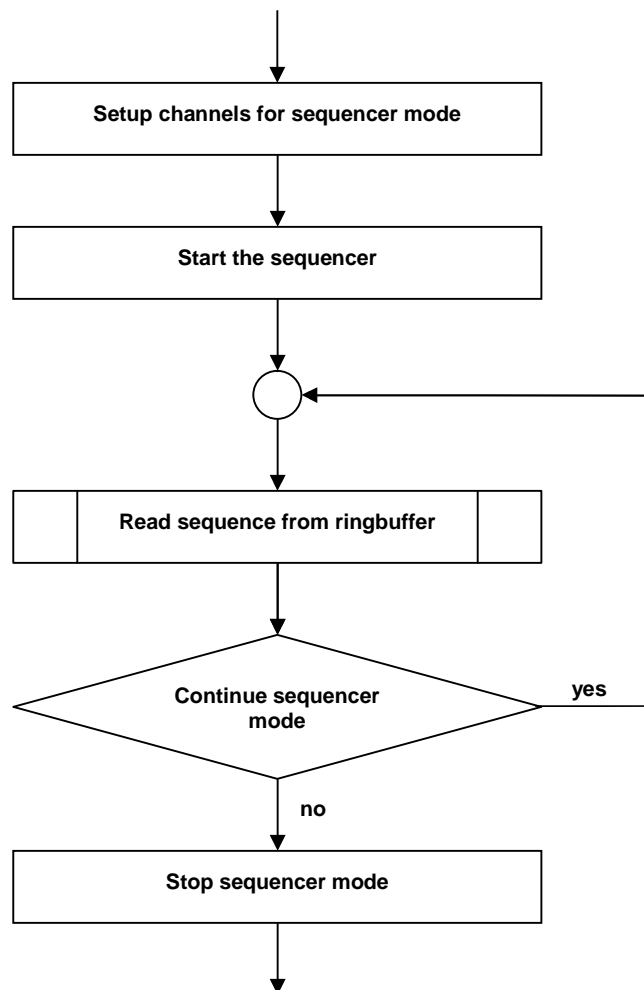 Setup channels for sequencer mode
Start the sequencer
Read sequence from ringbuffer
Continue sequencer
mode
yes
no
Stop sequencer mode